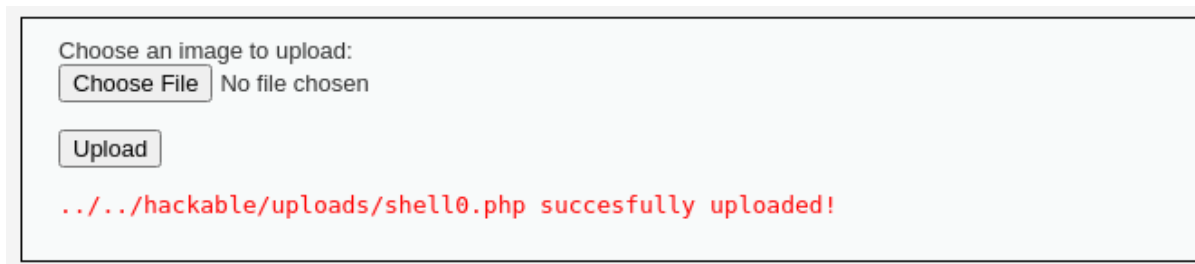 Choose an image to upload:
Choose File No file chosen
Upload
../../hackable/uploads/shell0.php succesfully uploaded!